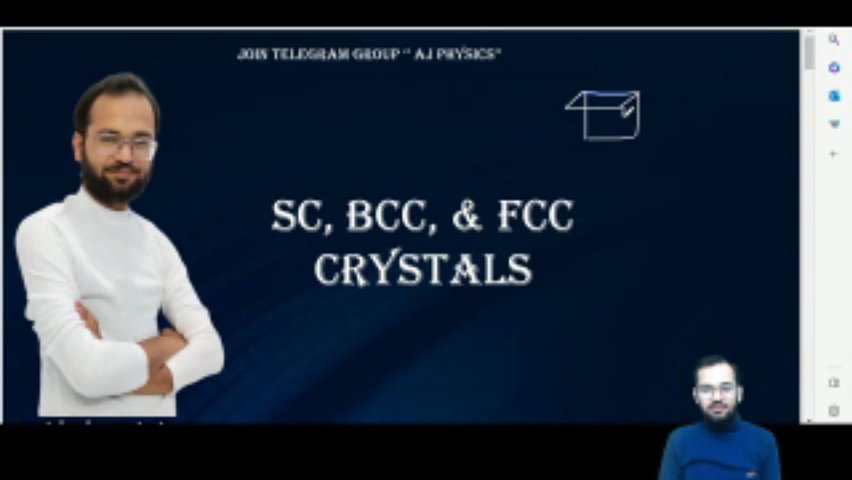 JOIN TELEGRAM GROUP " AJ PHYSICS"
SC, BCC, & FCC
CRYSTALS